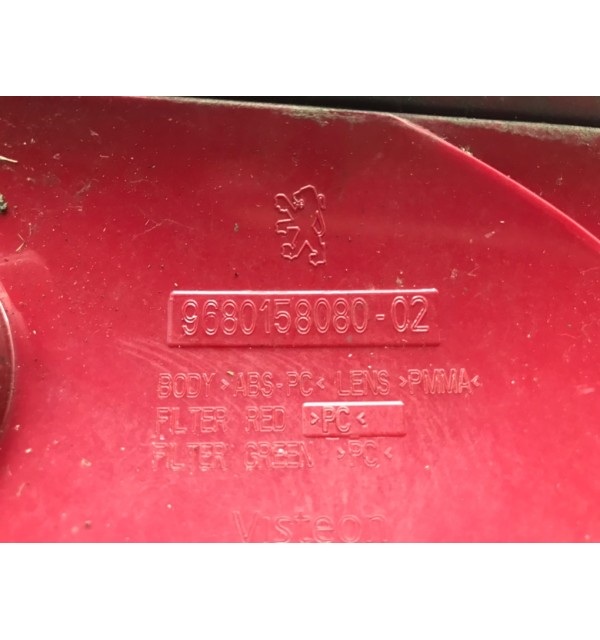 9680158080-02
BODY >ABS+PC< LENS >PMMA<
FILTER RED >PC<
FILTER GREEN >PC<
Visteon